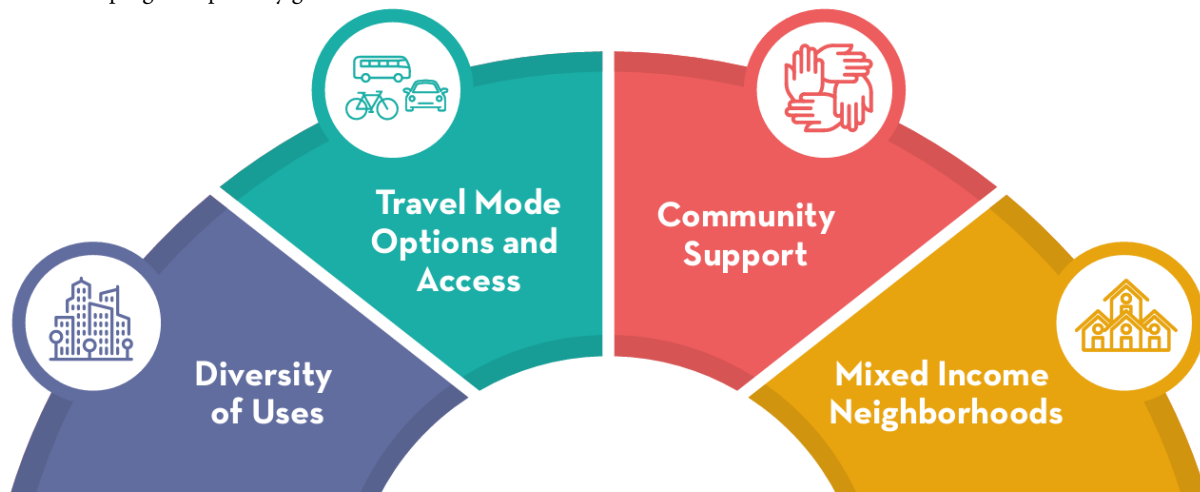 Travel Mode
Options and
Access
Community
Support
Diversity
of Uses
Mixed Income
Neighborhoods